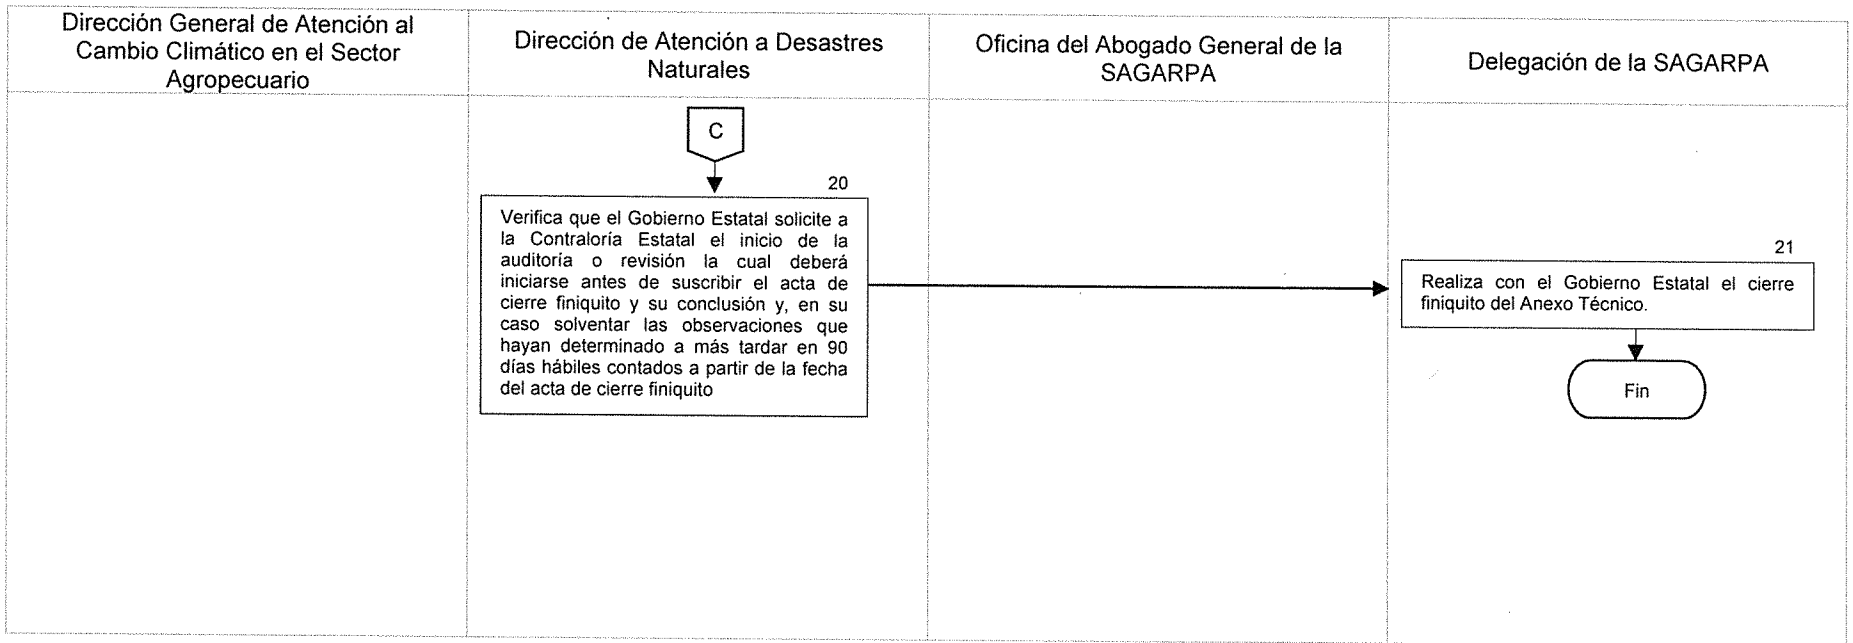 Dirección General de Atención al
Cambio Climático en el Sector
Agropecuario
Dirección de Atención a Desastres
Naturales
Oficina del Abogado General de la
SAGARPA
Delegación de la SAGARPA
C
20
Verifica que el Gobierno Estatal solicite a
la Contraloría Estatal el inicio de la
auditoría o revisión la cual deberá
iniciarse antes de suscribir el acta de
cierre finiquito y su conclusión y, en su
caso solventar las observaciones que
hayan determinado a más tardar en 90
días hábiles contados a partir de la fecha
del acta de cierre finiquito
21
Realiza con el Gobierno Estatal el cierre
finiquito del Anexo Técnico.
Fin